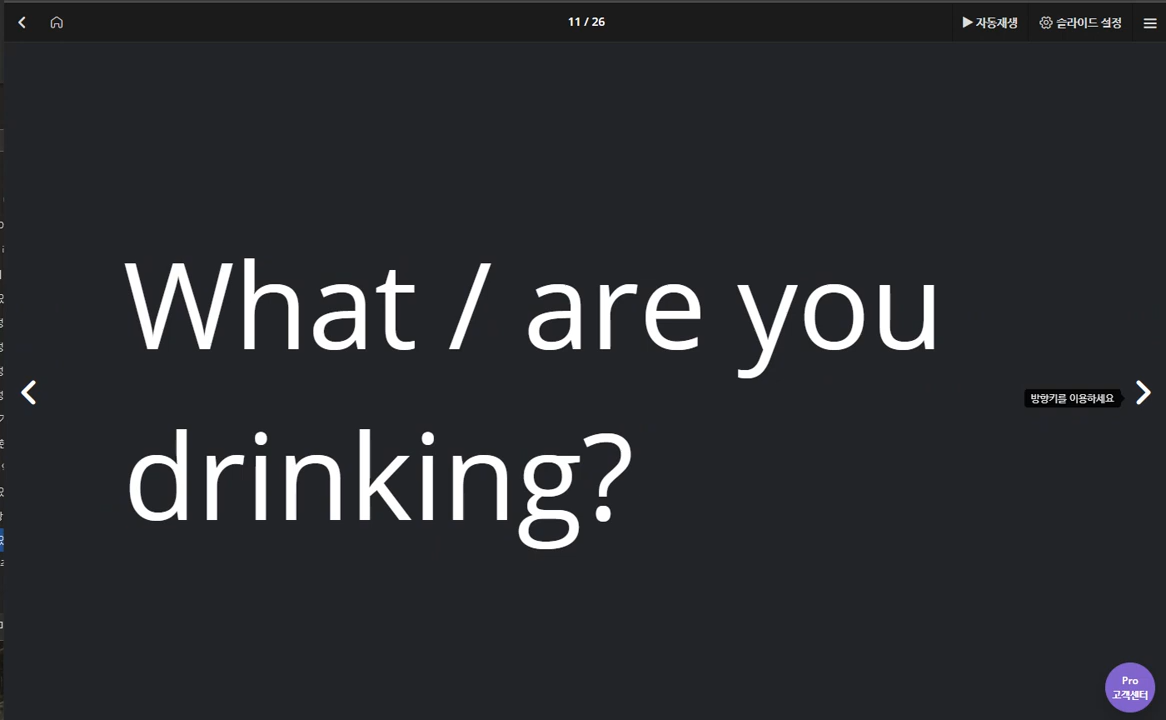 11 / 26
▶ 자동재생
슬라이드 설정
What / are you
drinking?
방향키를 이용하세요
Pro
고객센터